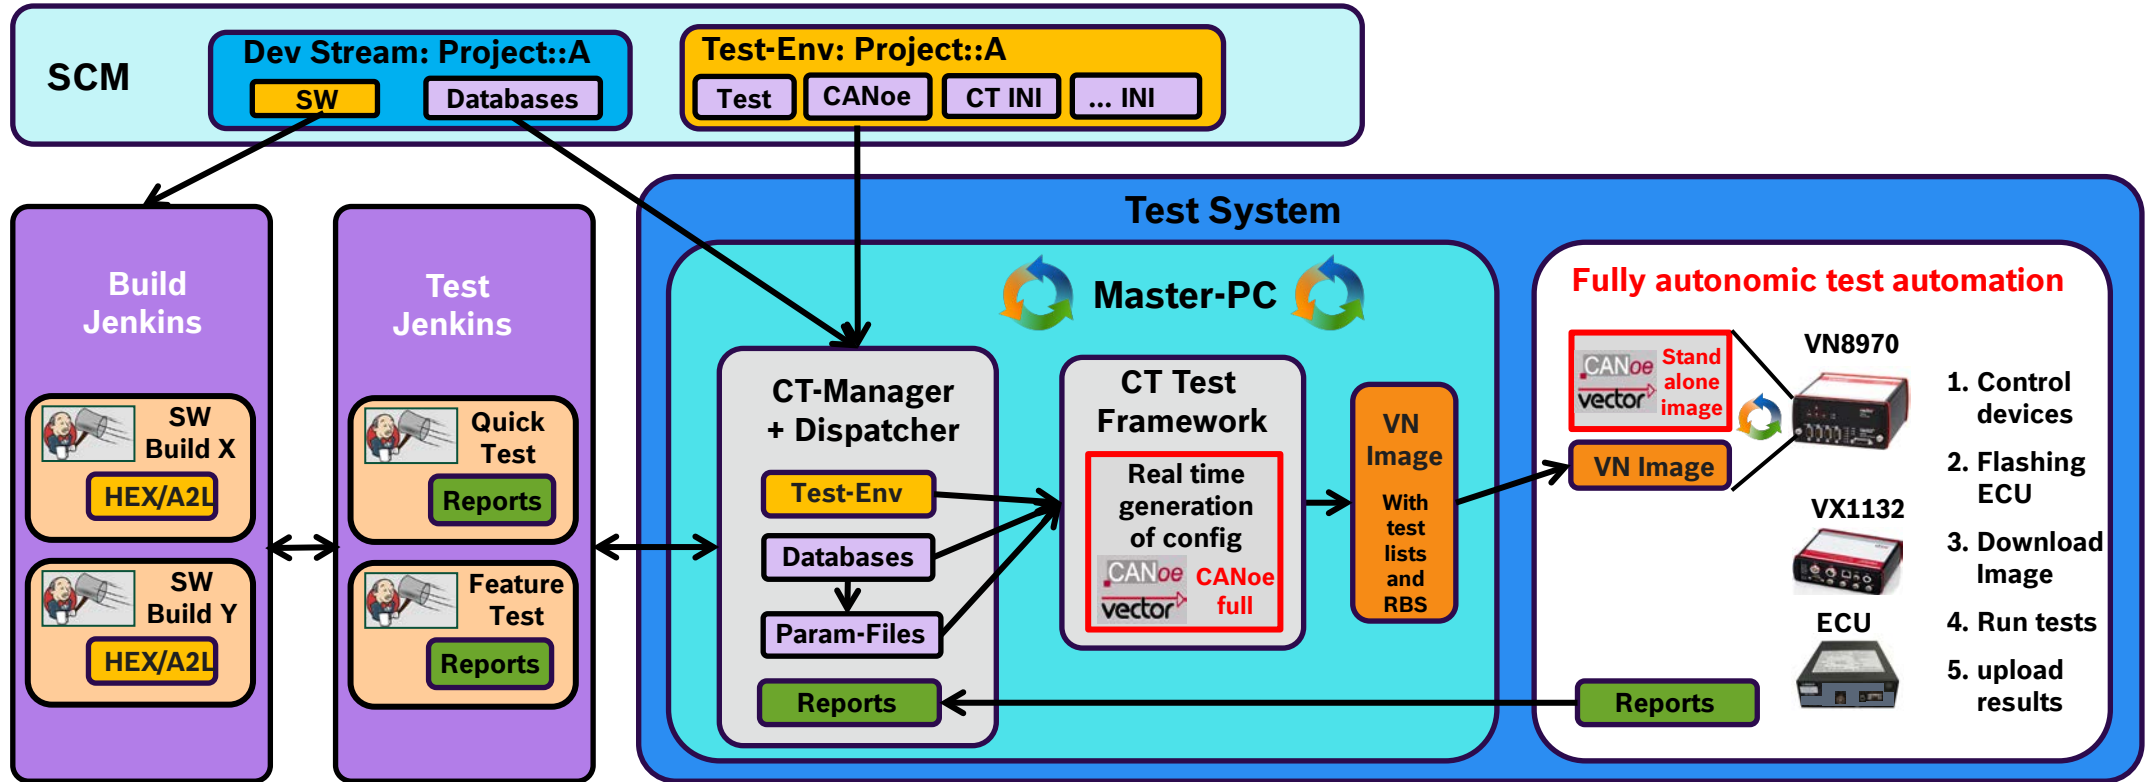 SCM
Dev Stream: Project::A
SW
Databases
Test-Env: Project::A
Test
CANoe
CT INI
... INI
Build
Jenkins
SW
Build X
HEX/A2L
SW
Build Y
HEX/A2L
Test
Jenkins
Quick
Test
Reports
Feature
Test
Reports
Test System
Master-PC
CT-Manager
+ Dispatcher
Test-Env
Databases
Param-Files
Reports
CT Test
Framework
Real time
generation
of config
CANoe
vector
CANoe
full
VN
Image
With
test
lists
and
RBS
Fully autonomic test automation
CANoe
vector
Stand
alone
image
VN Image
VN8970
VX1132
ECU
Reports
1. Control
devices
2. Flashing
ECU
3. Download
Image
4. Run tests
5. upload
results